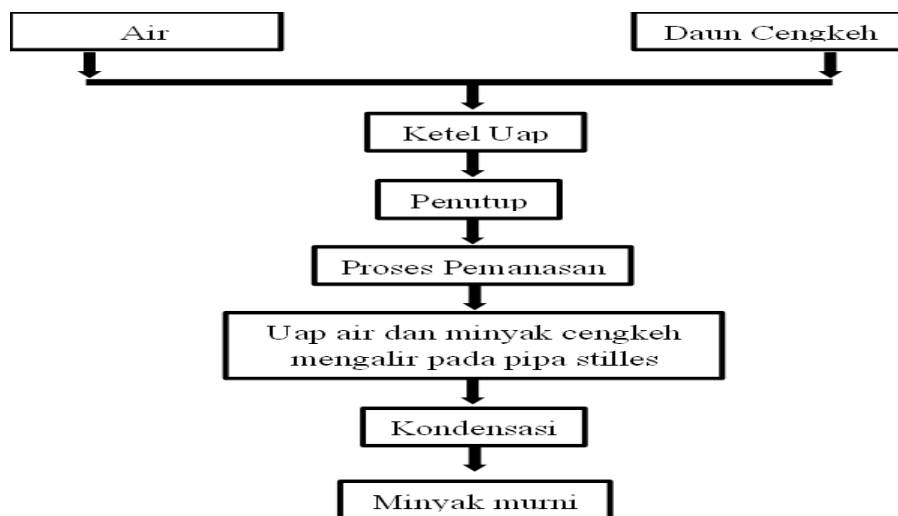 Air
Daun Cengkeh
Ketel Uap
Penutup
Proses Pemanasan
Uap air dan minyak cengkeh
mengalir pada pipa stilles
Kondensasi
Minyak murni